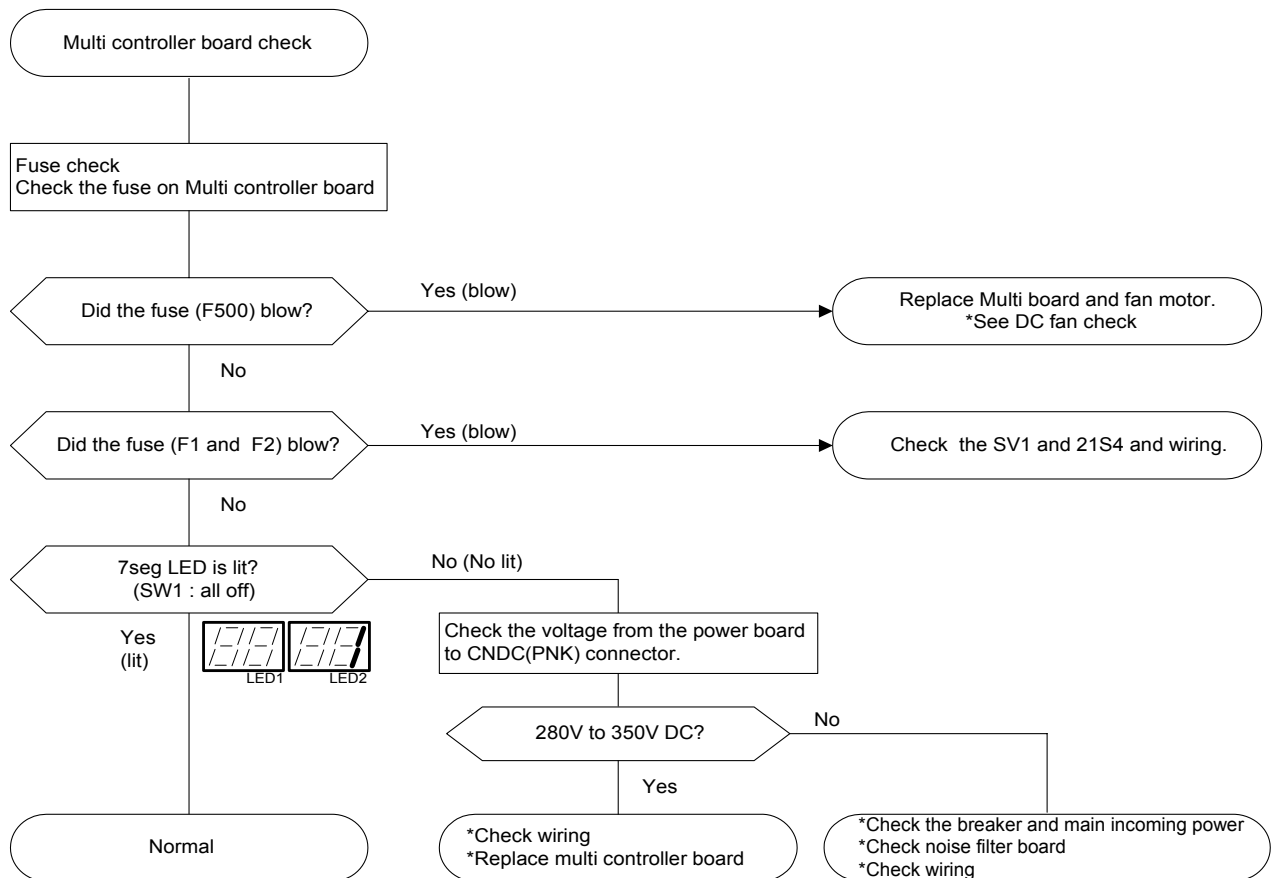 Multi controller board check
Fuse check
Check the fuse on Multi controller board
Did the fuse (F500) blow?
Yes (blow)
Replace Multi board and fan motor.
*See DC fan check
No
Did the fuse (F1 and F2) blow?
Yes (blow)
Check the SV1 and 21S4 and wiring.
No
7seg LED is lit?
(SW1 : all off)
No (No lit)
Yes
(lit)
LED1
LED2
Check the voltage from the power board
to CNDC(PNK) connector.
280V to 350V DC?
No
Yes
Normal
*Check wiring
*Replace multi controller board
*Check the breaker and main incoming power
*Check noise filter board
*Check wiring